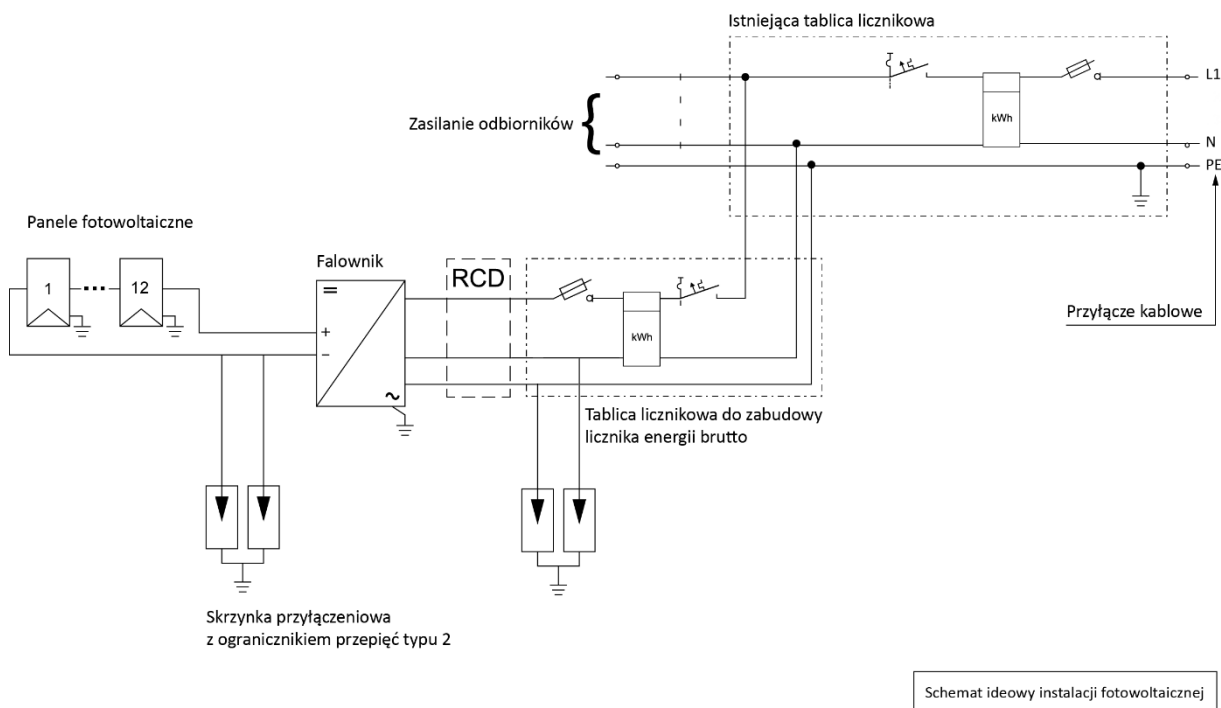 Istniejąca tablica licznikowa
L1
kWh
Zasilanie odbiorników
N
PE
Panele fotowoltaiczne
Falownik
RCD
1
12
Przyłącze kablowe
+
kWh
−
~
Tablica licznikowa do zabudowy
licznika energii brutto
Skrzynka przyłączeniowa
z ogranicznikiem przepięć typu 2
Schemat ideowy instalacji fotowoltaicznej